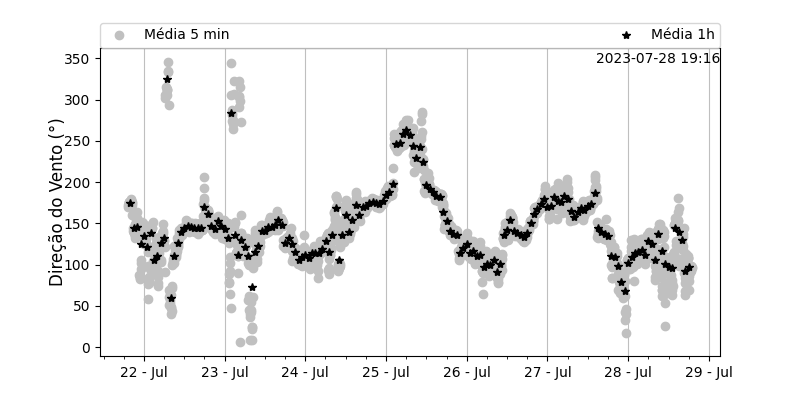 Média 5 min
Média 1h
2023-07-28 19:16
Direção do Vento (°)
350
300
250
200
150
100
50
0
22 - Jul
23 - Jul
24 - Jul
25 - Jul
26 - Jul
27 - Jul
28 - Jul
29 - Jul